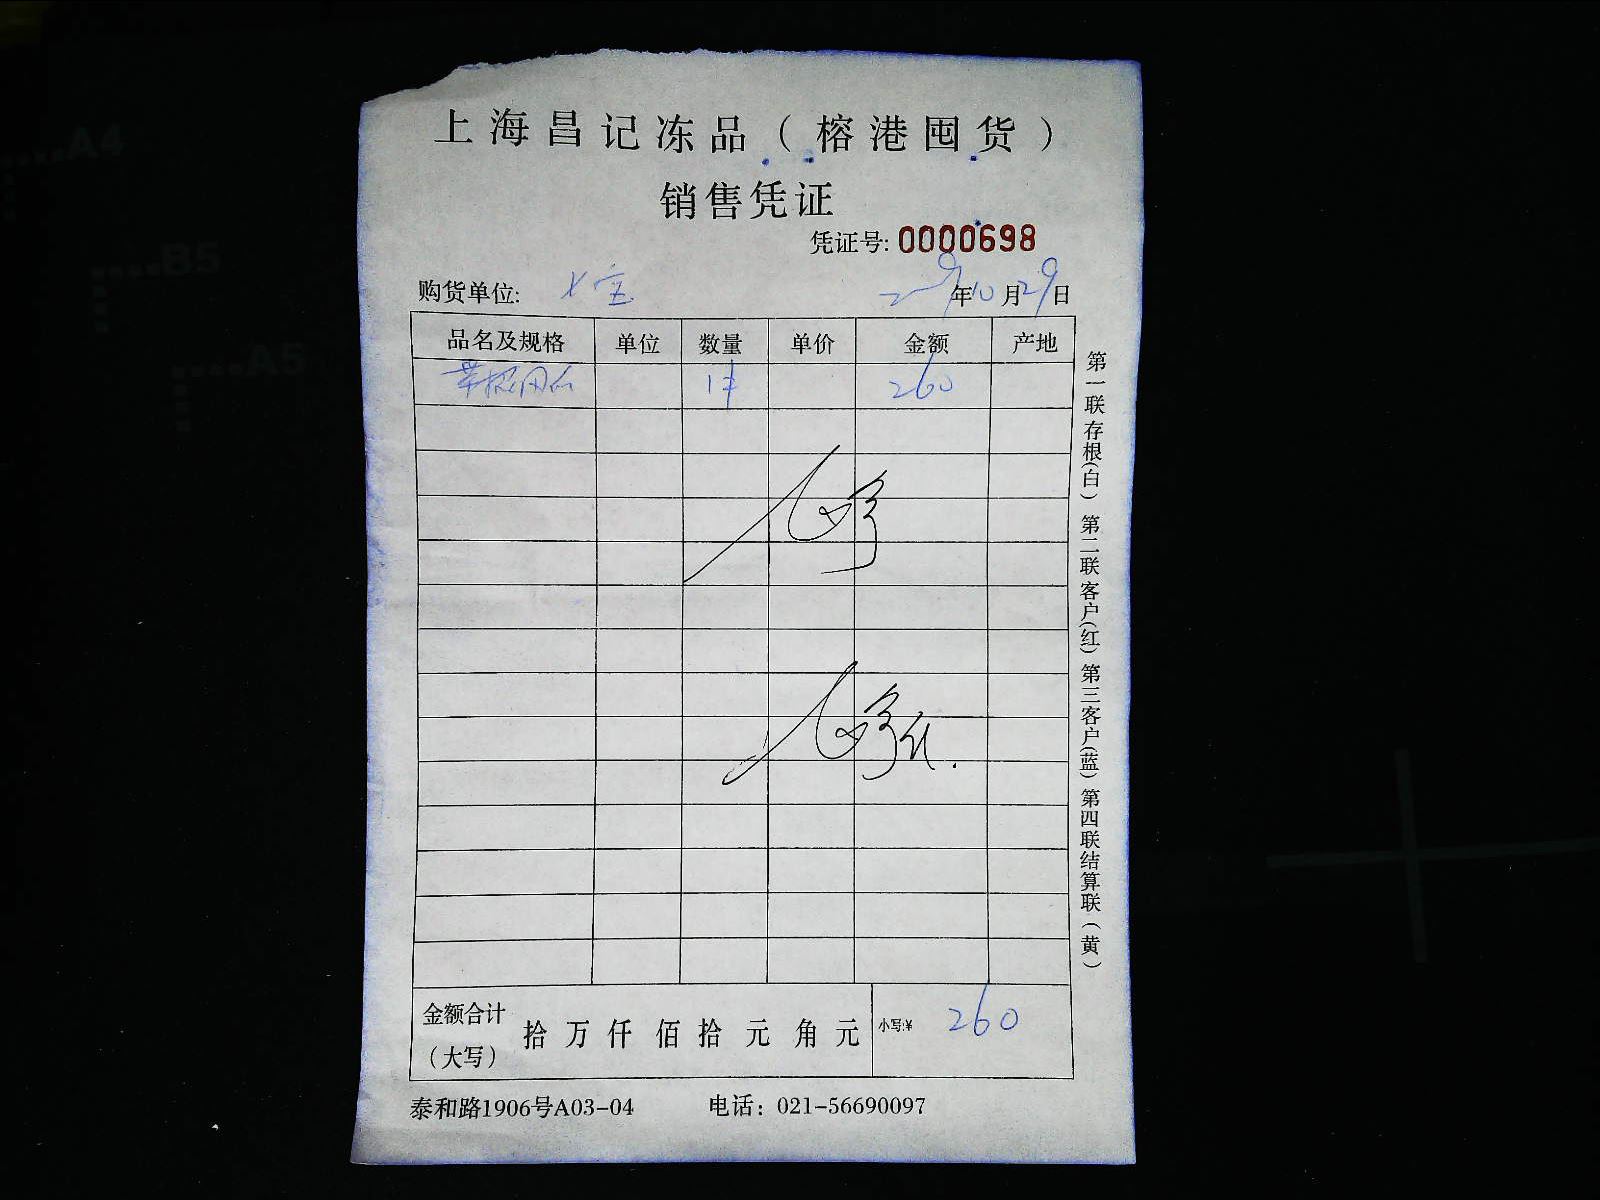 上海昌记冻品（榕港囤货）
销售凭证
凭证号: 0000698
购货单位: 年10月29日
品名及规格 单位 数量 单价 金额 产地
1件 260
金额合计（大写） 拾 万 仟 佰 拾 元 角 元 小写:¥ 260
泰和路1906号A03-04 电话：021-56690097
第一联存根(白) 第二联客户(红) 第三客户(蓝) 第四联结算联(黄)
A4
B5
A5